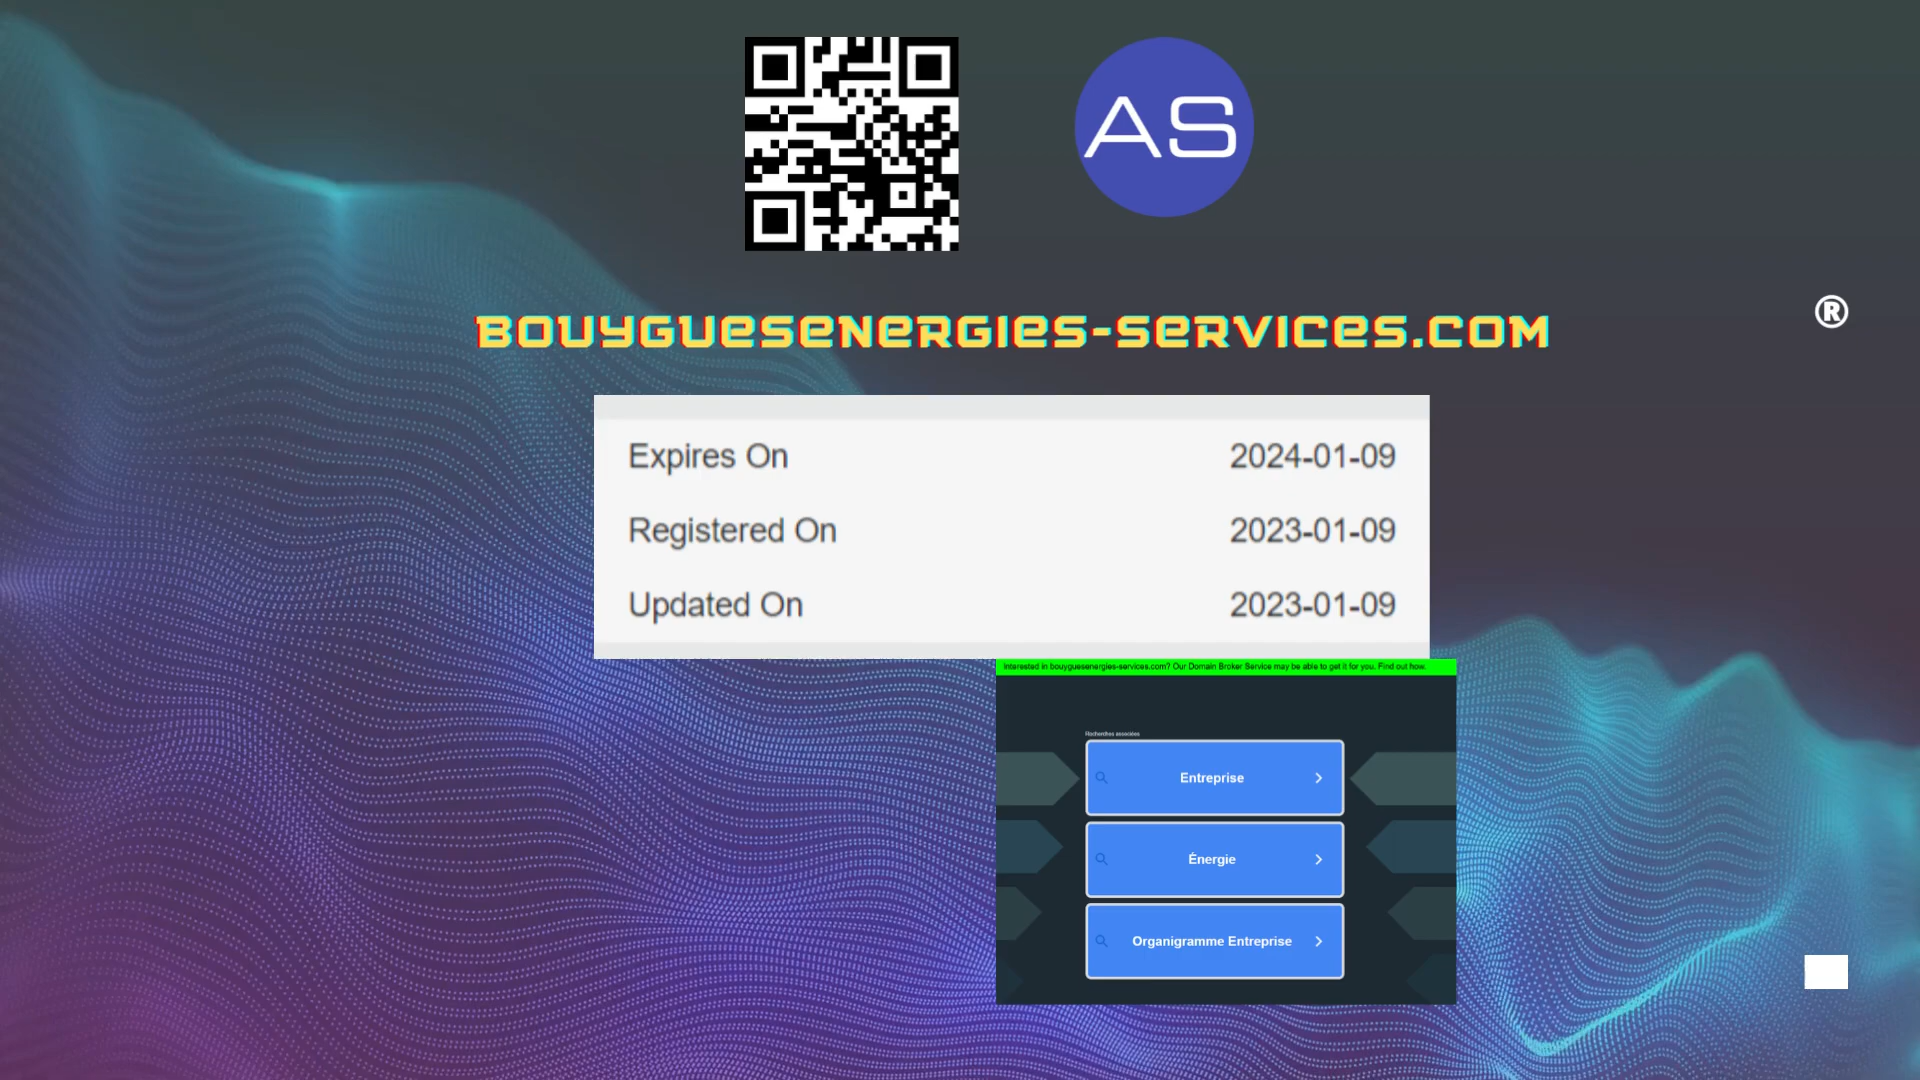 AS
BOUYGUESENERGIES-SERVICES.COM
®
Expires On 2024-01-09
Registered On 2023-01-09
Updated On 2023-01-09
Interested in bouyguesenergies-services.com? Our Domain Broker Service may be able to get it for you. Find out how.
Recherches associées
Entreprise
Énergie
Organigramme Entreprise